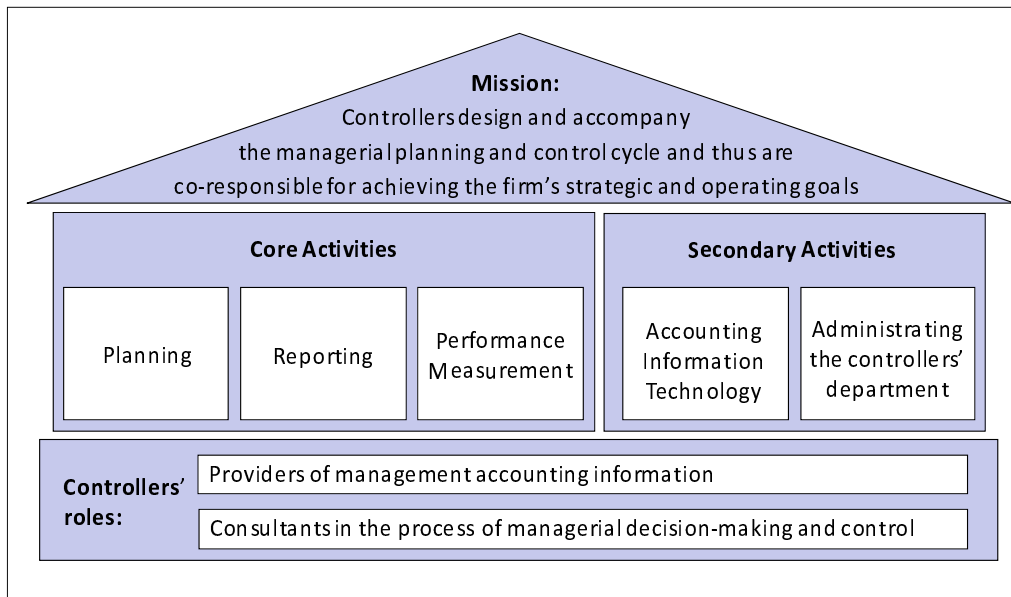 Mission:
Controllers design and accompany
the managerial planning and control cycle and thus are
co-responsible for achieving the firm's strategic and operating goals
Core Activities
Planning
Reporting
Performance
Measurement
Secondary Activities
Accounting
Information
Technology
Administrating
the controllers'
department
Controllers'
roles:
Providers of management accounting information
Consultants in the process of managerial decision-making and control